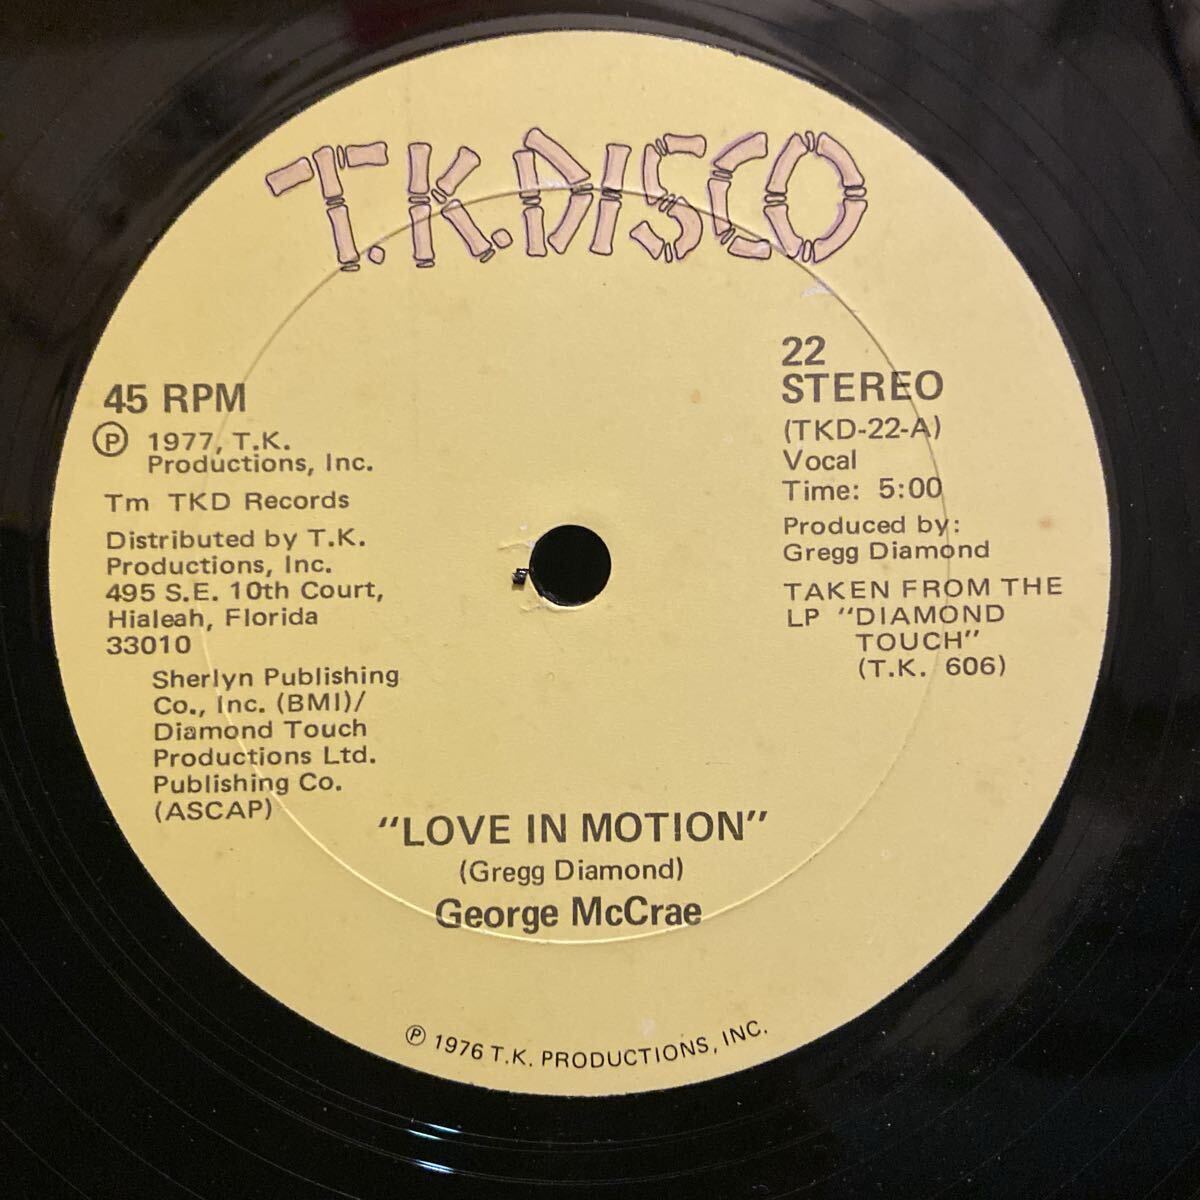 T.K.DISCO
45 RPM
Ⓟ 1977, T.K.
Productions, Inc.
Tm TKD Records
Distributed by T.K.
Productions, Inc.
495 S.E. 10th Court,
Hialeah, Florida
33010
Sherlyn Publishing
Co., Inc. (BMI)/
Diamond Touch
Productions Ltd.
Publishing Co.
(ASCAP)
22
STEREO
(TKD-22-A)
Vocal
Time: 5:00
Produced by:
Gregg Diamond
TAKEN FROM THE
LP "DIAMOND
TOUCH"
(T.K. 606)
"LOVE IN MOTION"
(Gregg Diamond)
George McCrae
Ⓟ 1976 T.K. PRODUCTIONS, INC.